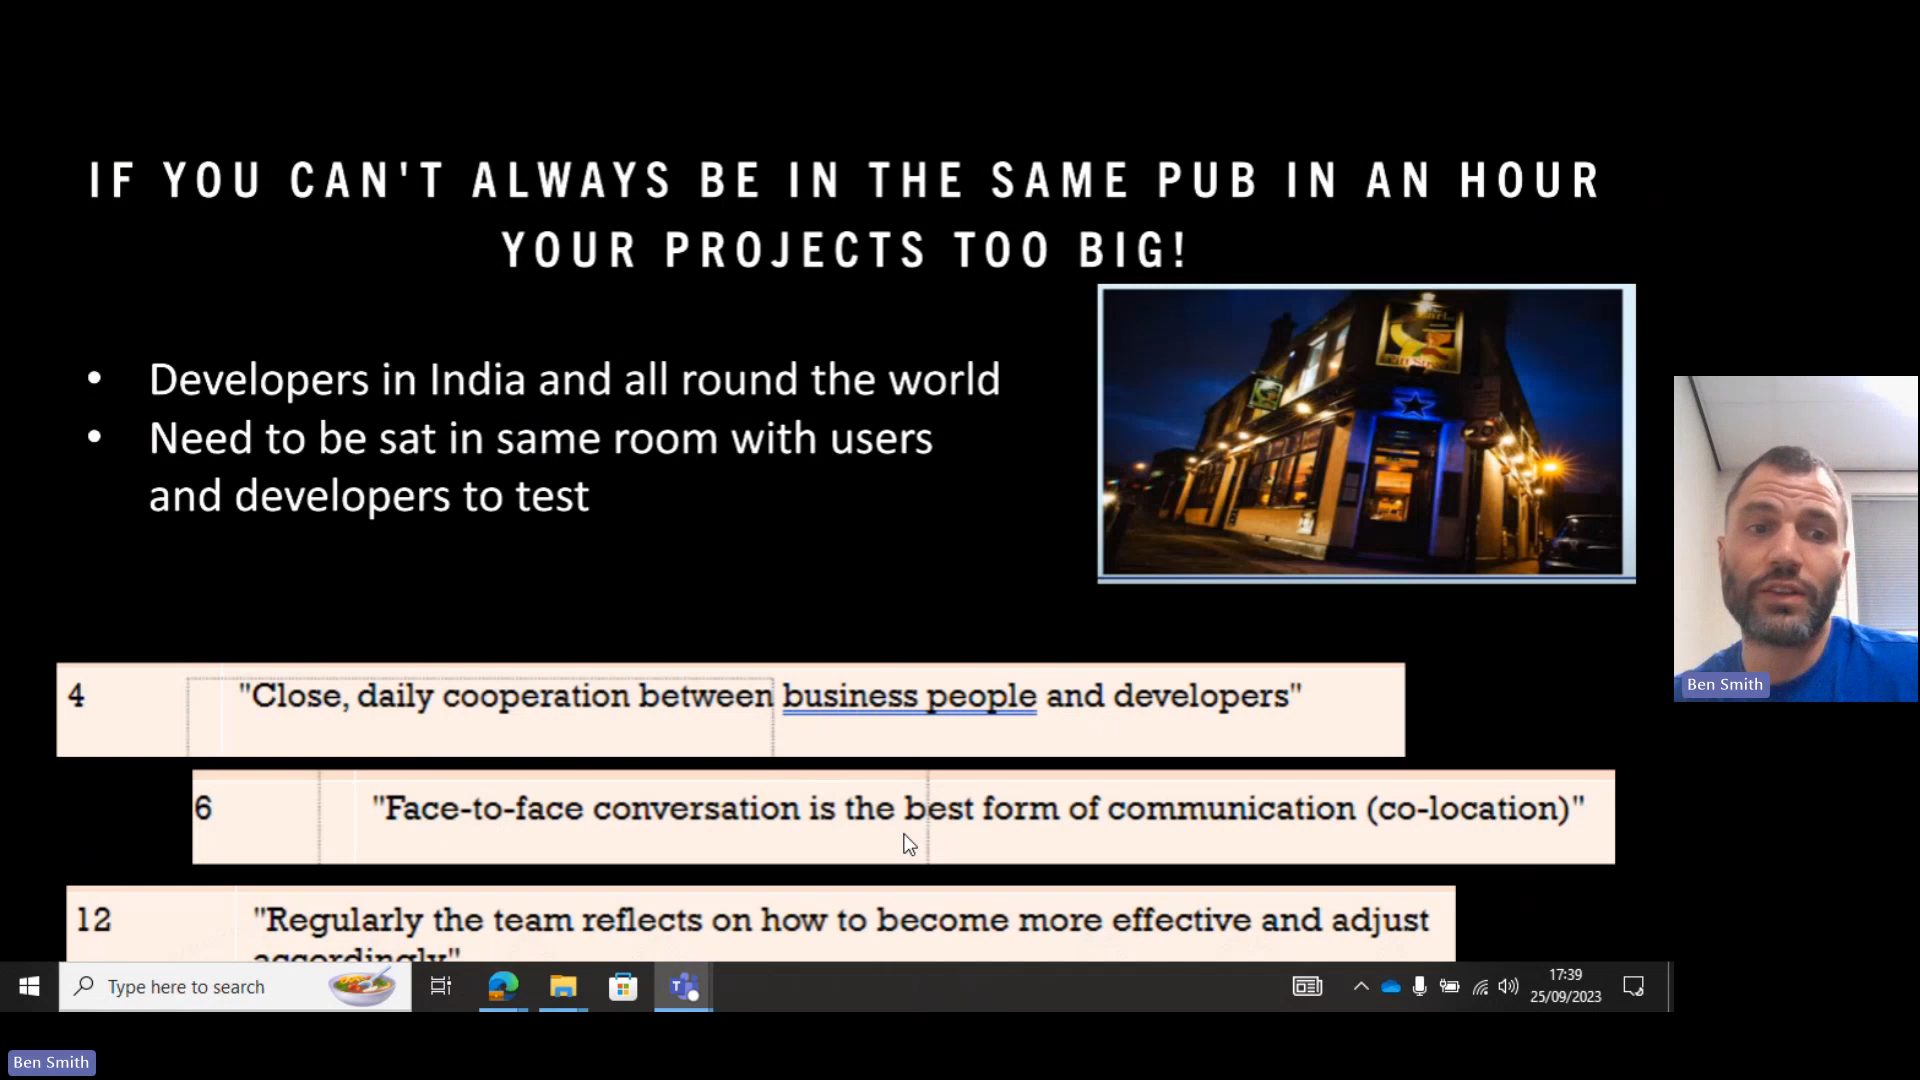 IF YOU CAN'T ALWAYS BE IN THE SAME PUB IN AN HOUR
YOUR PROJECTS TOO BIG!
• Developers in India and all round the world
• Need to be sat in same room with users
and developers to test
4 "Close, daily cooperation between business people and developers"
6 "Face-to-face conversation is the best form of communication (co-location)"
12 "Regularly the team reflects on how to become more effective and adjust
accordingly"
Ben Smith
Type here to search
17:39
25/09/2023
Ben Smith